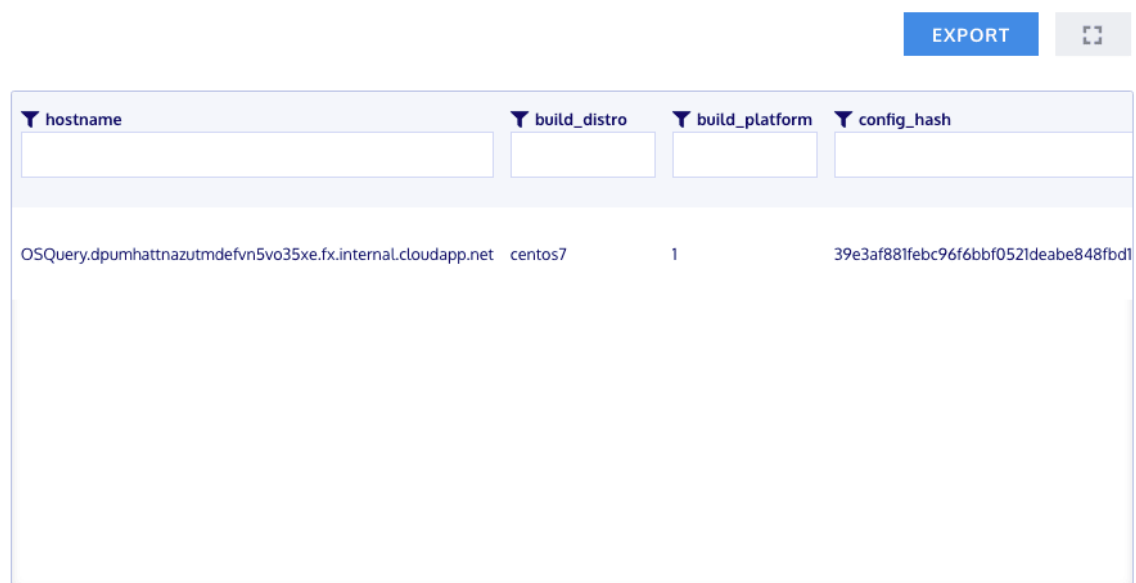 EXPORT
hostname build_distro build_platform config_hash
OSQuery.dpumhattnazutmdefvn5vo35xe.fx.internal.cloudapp.net centos7 1 39e3af881febc96f6bbf0521deabe848fbd1